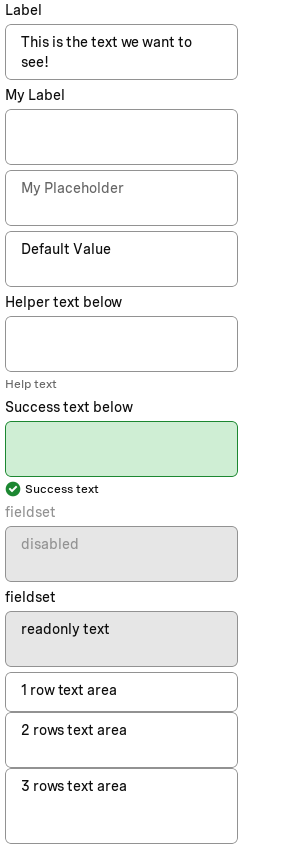 Label
This is the text we want to
see!
My Label
My Placeholder
Default Value
Helper text below
Help text
Success text below
Success text
fieldset
disabled
fieldset
readonly text
1 row text area
2 rows text area
3 rows text area